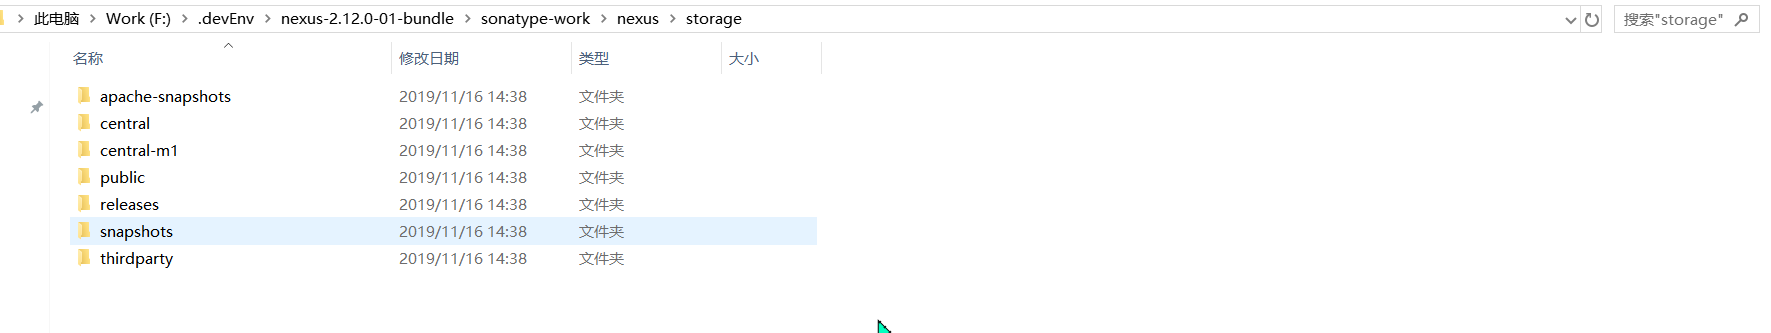 此电脑 > Work (F:) > .devEnv > nexus-2.12.0-01-bundle > sonatype-work > nexus > storage 搜索"storage"
名称 修改日期 类型 大小
apache-snapshots 2019/11/16 14:38 文件夹
central 2019/11/16 14:38 文件夹
central-m1 2019/11/16 14:38 文件夹
public 2019/11/16 14:38 文件夹
releases 2019/11/16 14:38 文件夹
snapshots 2019/11/16 14:38 文件夹
thirdparty 2019/11/16 14:38 文件夹